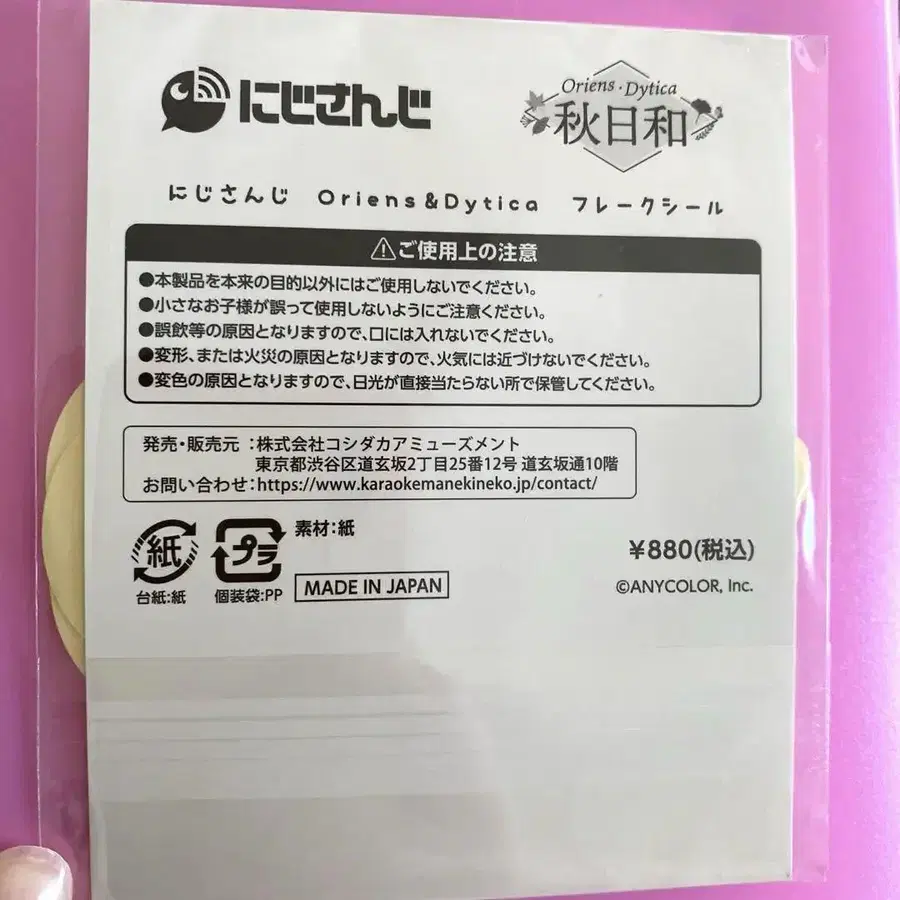 にじさんじ
Oriens・Dytica
秋日和
にじさんじ Oriens&Dytica フレークシール
⚠ご使用上の注意
●本製品を本来の目的以外にはご使用しないでください。
●小さなお子様が誤って使用しないようにご注意ください。
●誤飲等の原因となりますので、口には入れないでください。
●変形、または火災の原因となりますので、火気には近づけないでください。
●変色の原因となりますので、日光が直接当たらない所で保管してください。
発売・販売元 :株式会社コシダカアミューズメント
東京都渋谷区道玄坂2丁目25番12号 道玄坂通10階
お問い合わせ:https://www.karaokemanekineko.jp/contact/
紙
台紙:紙
プラ
個装袋:PP
素材:紙
MADE IN JAPAN
¥880(税込)
©ANYCOLOR, Inc.